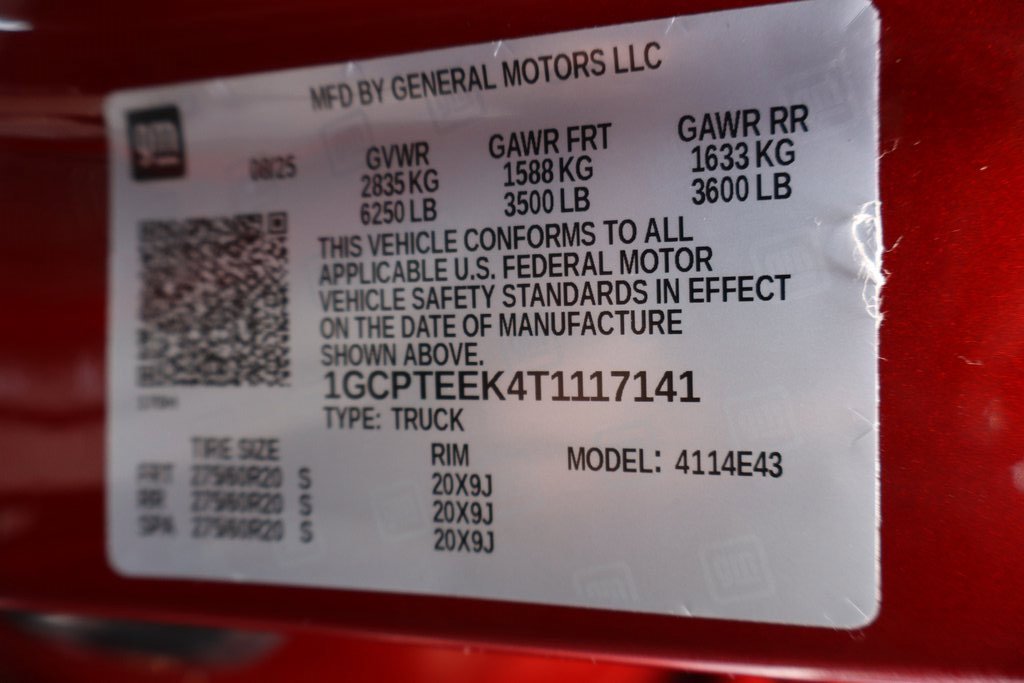 MFD BY GENERAL MOTORS LLC
gm
08/25
GVWR GAWR FRT GAWR RR
2835 KG 1588 KG 1633 KG
6250 LB 3500 LB 3600 LB
THIS VEHICLE CONFORMS TO ALL
APPLICABLE U.S. FEDERAL MOTOR
VEHICLE SAFETY STANDARDS IN EFFECT
ON THE DATE OF MANUFACTURE
SHOWN ABOVE.
1GCPTEEK4T1117141
TYPE: TRUCK
TIRE SIZE RIM MODEL: 4114E43
FRT 275/60R20 S 20X9J
RR 275/60R20 S 20X9J
SPA 275/60R20 S 20X9J